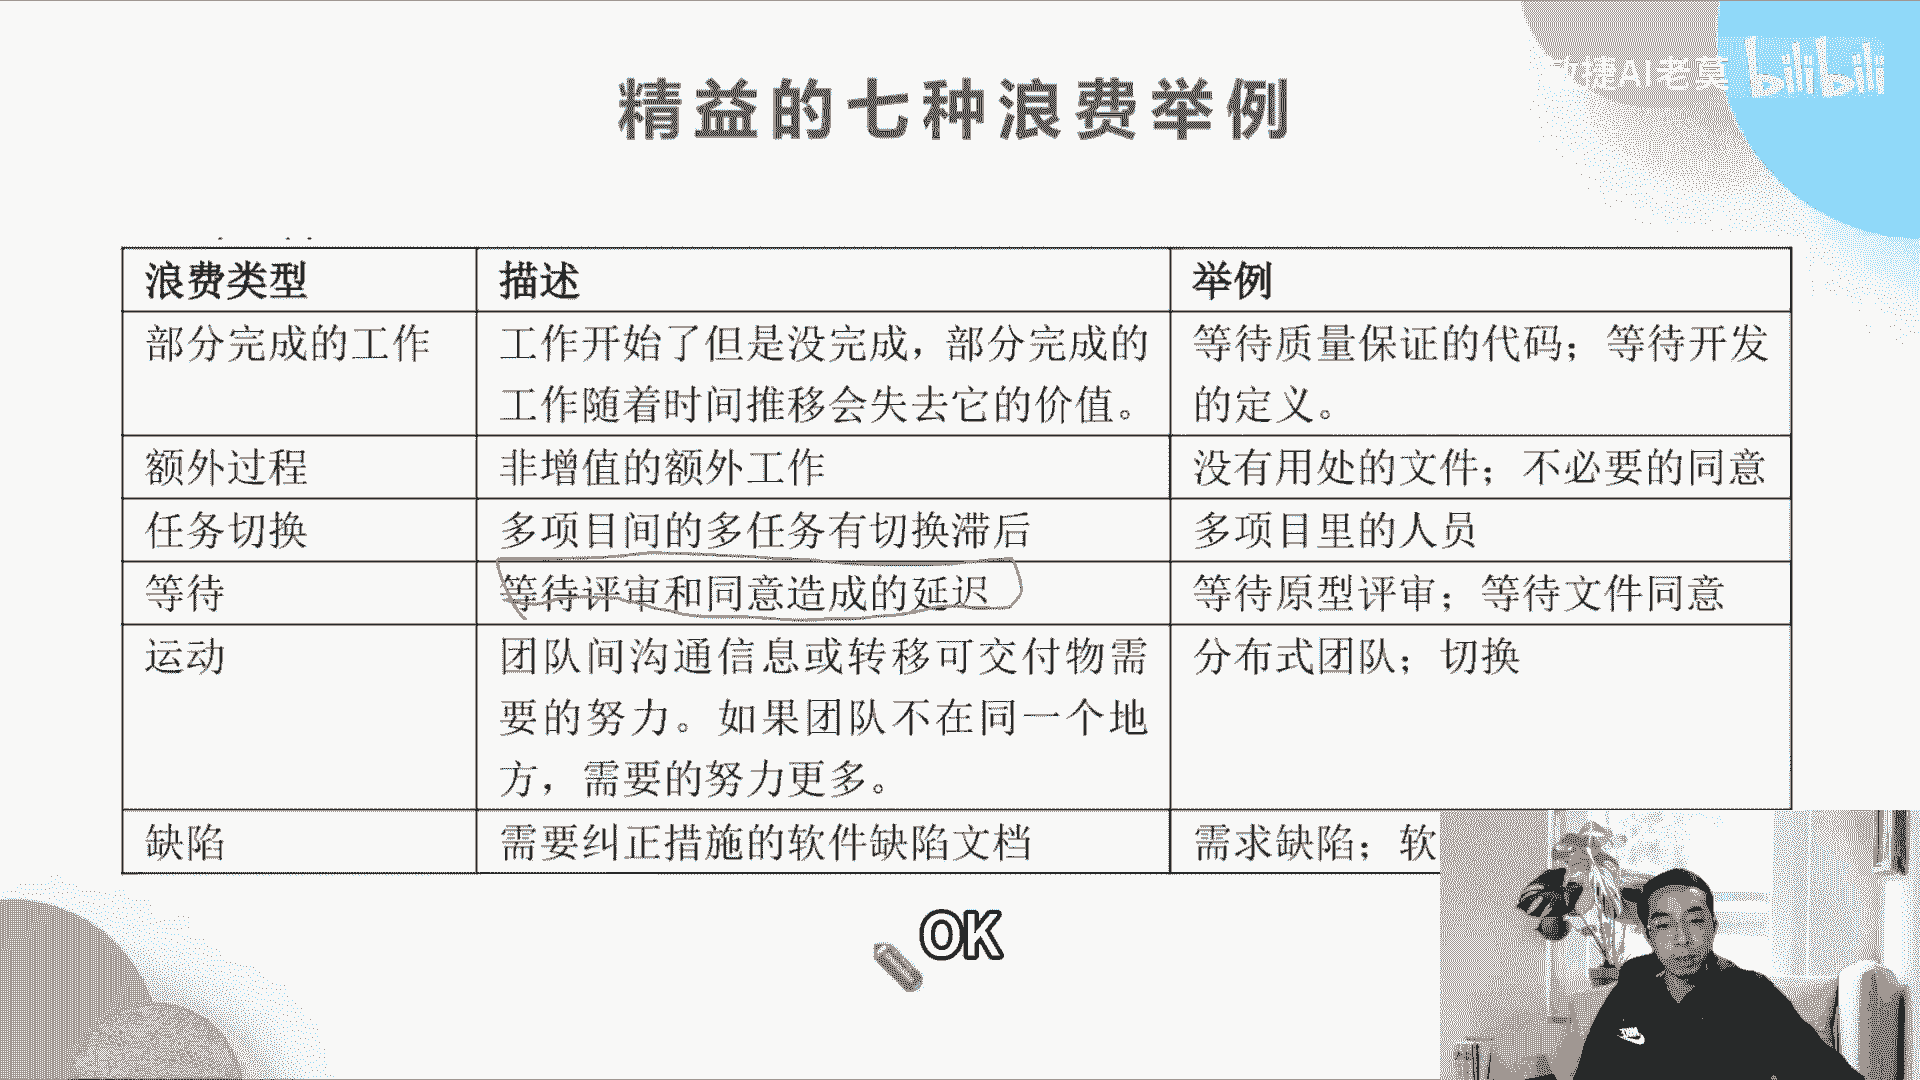 敏捷AI老莫 bilibili
精益的七种浪费举例
浪费类型 描述 举例
部分完成的工作 工作开始了但是没完成，部分完成的 等待质量保证的代码；等待开发
工作随着时间推移会失去它的价值。 的定义。
额外过程 非增值的额外工作 没有用处的文件；不必要的同意
任务切换 多项目间的多任务有切换滞后 多项目里的人员
等待 等待评审和同意造成的延迟 等待原型评审；等待文件同意
运动 团队间沟通信息或转移可交付物需 分布式团队；切换
要的努力。如果团队不在同一个地
方，需要的努力更多。
缺陷 需要纠正措施的软件缺陷文档 需求缺陷；软
OK